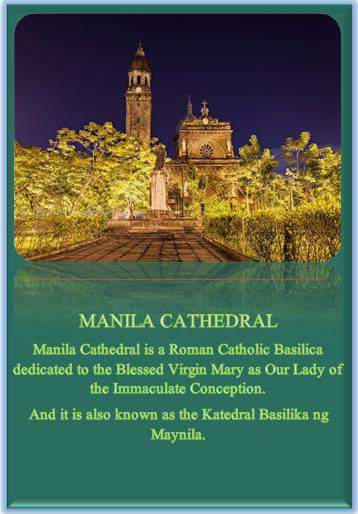 MANILA CATHEDRAL
Manila Cathedral is a Roman Catholic Basilica
dedicated to the Blessed Virgin Mary as Our Lady of
the Immaculate Conception.
And it is also known as the Katedral Basilika ng
Maynila.